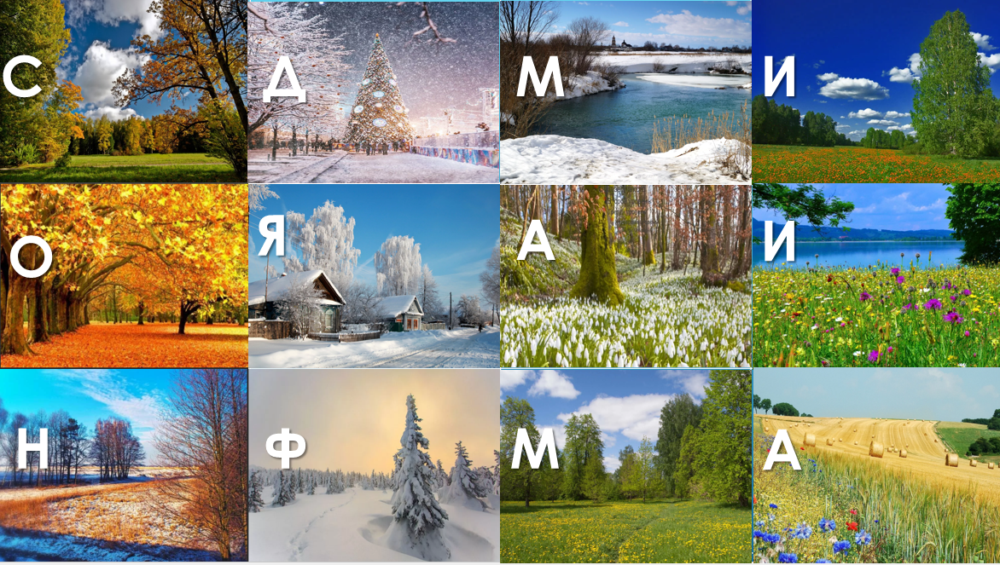 С Д М И
О Я А И
Н Ф М А